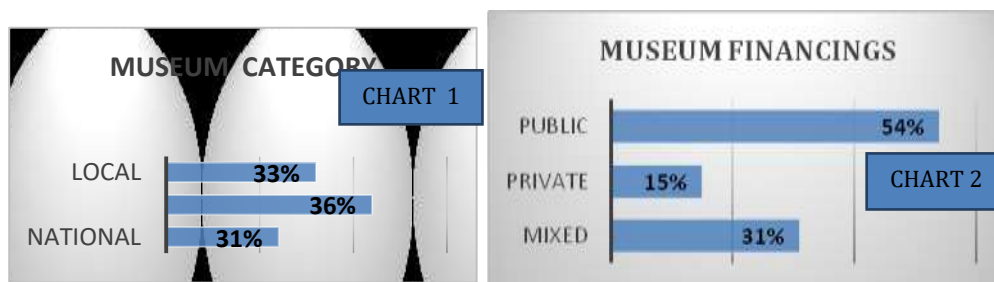 MUSEUM CATEGORY
CHART 1
LOCAL
33%
36%
NATIONAL
31%
MUSEUM FINANCINGS
PUBLIC
54%
CHART 2
PRIVATE
15%
MIXED
31%